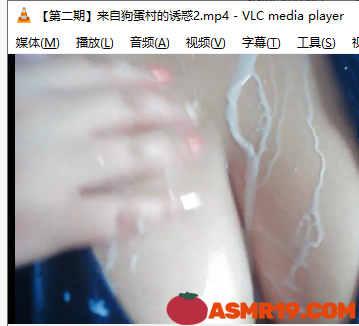 【第二期】来自狗蛋村的诱惑2.mp4 - VLC media player
媒体(M) 播放(L) 音频(A) 视频(V) 字幕(T) 工具(S) 视
ASMR19.COM